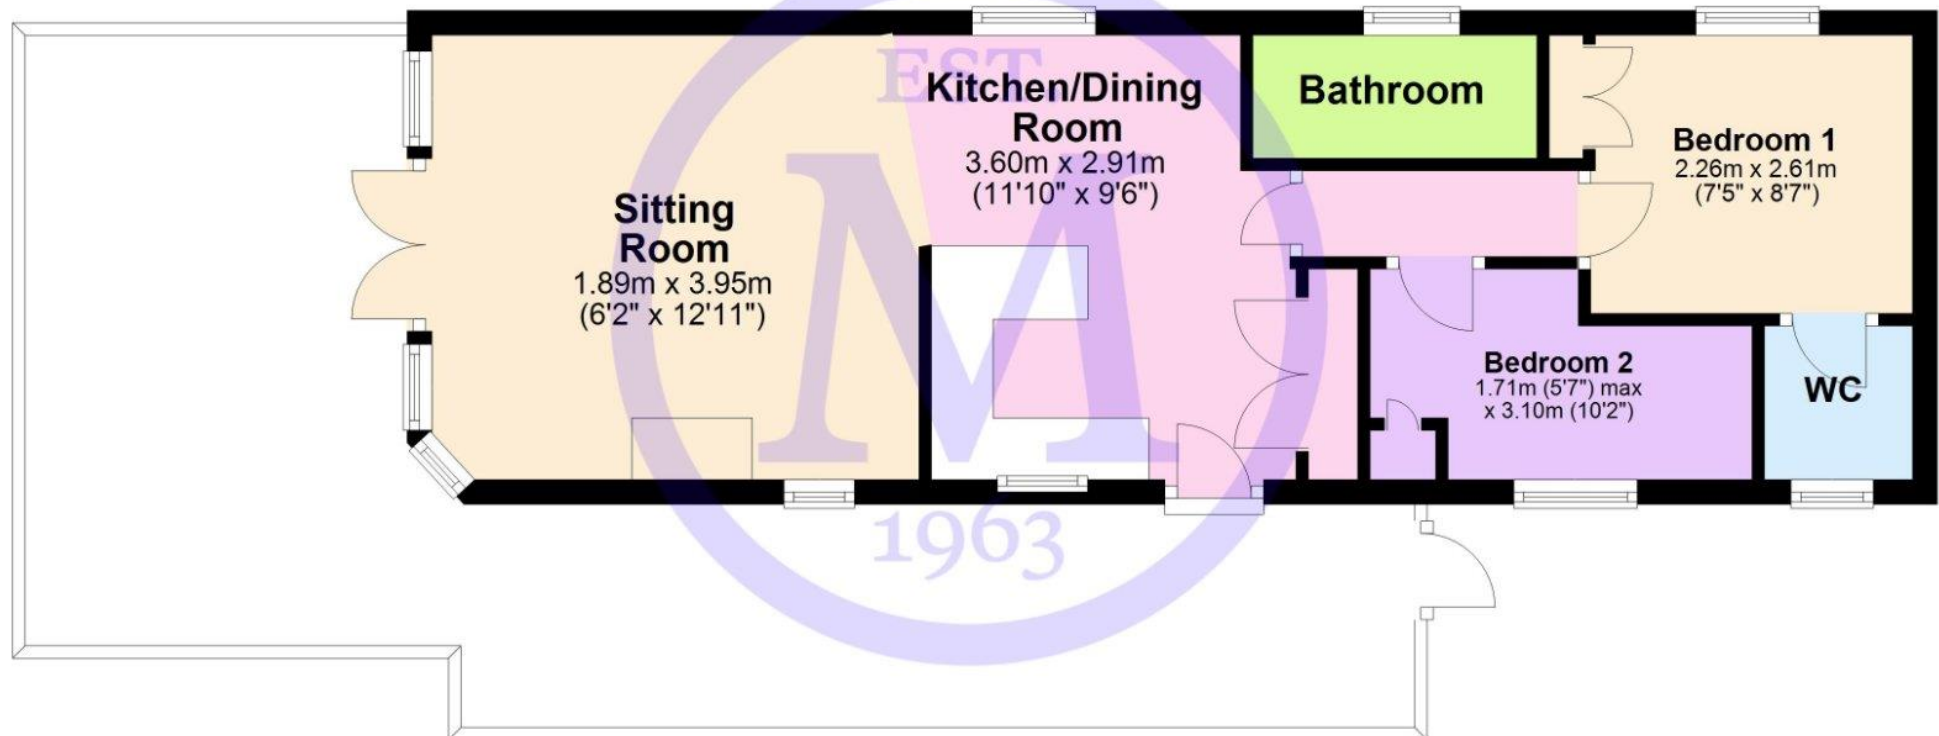 EST
Kitchen/Dining
Room
3.60m x 2.91m
(11'10" x 9'6")
Bathroom
Bedroom 1
2.26m x 2.61m
(7'5" x 8'7")
Sitting
Room
1.89m x 3.95m
(6'2" x 12'11")
M
Bedroom 2
1.71m (5'7") max
x 3.10m (10'2")
WC
1963